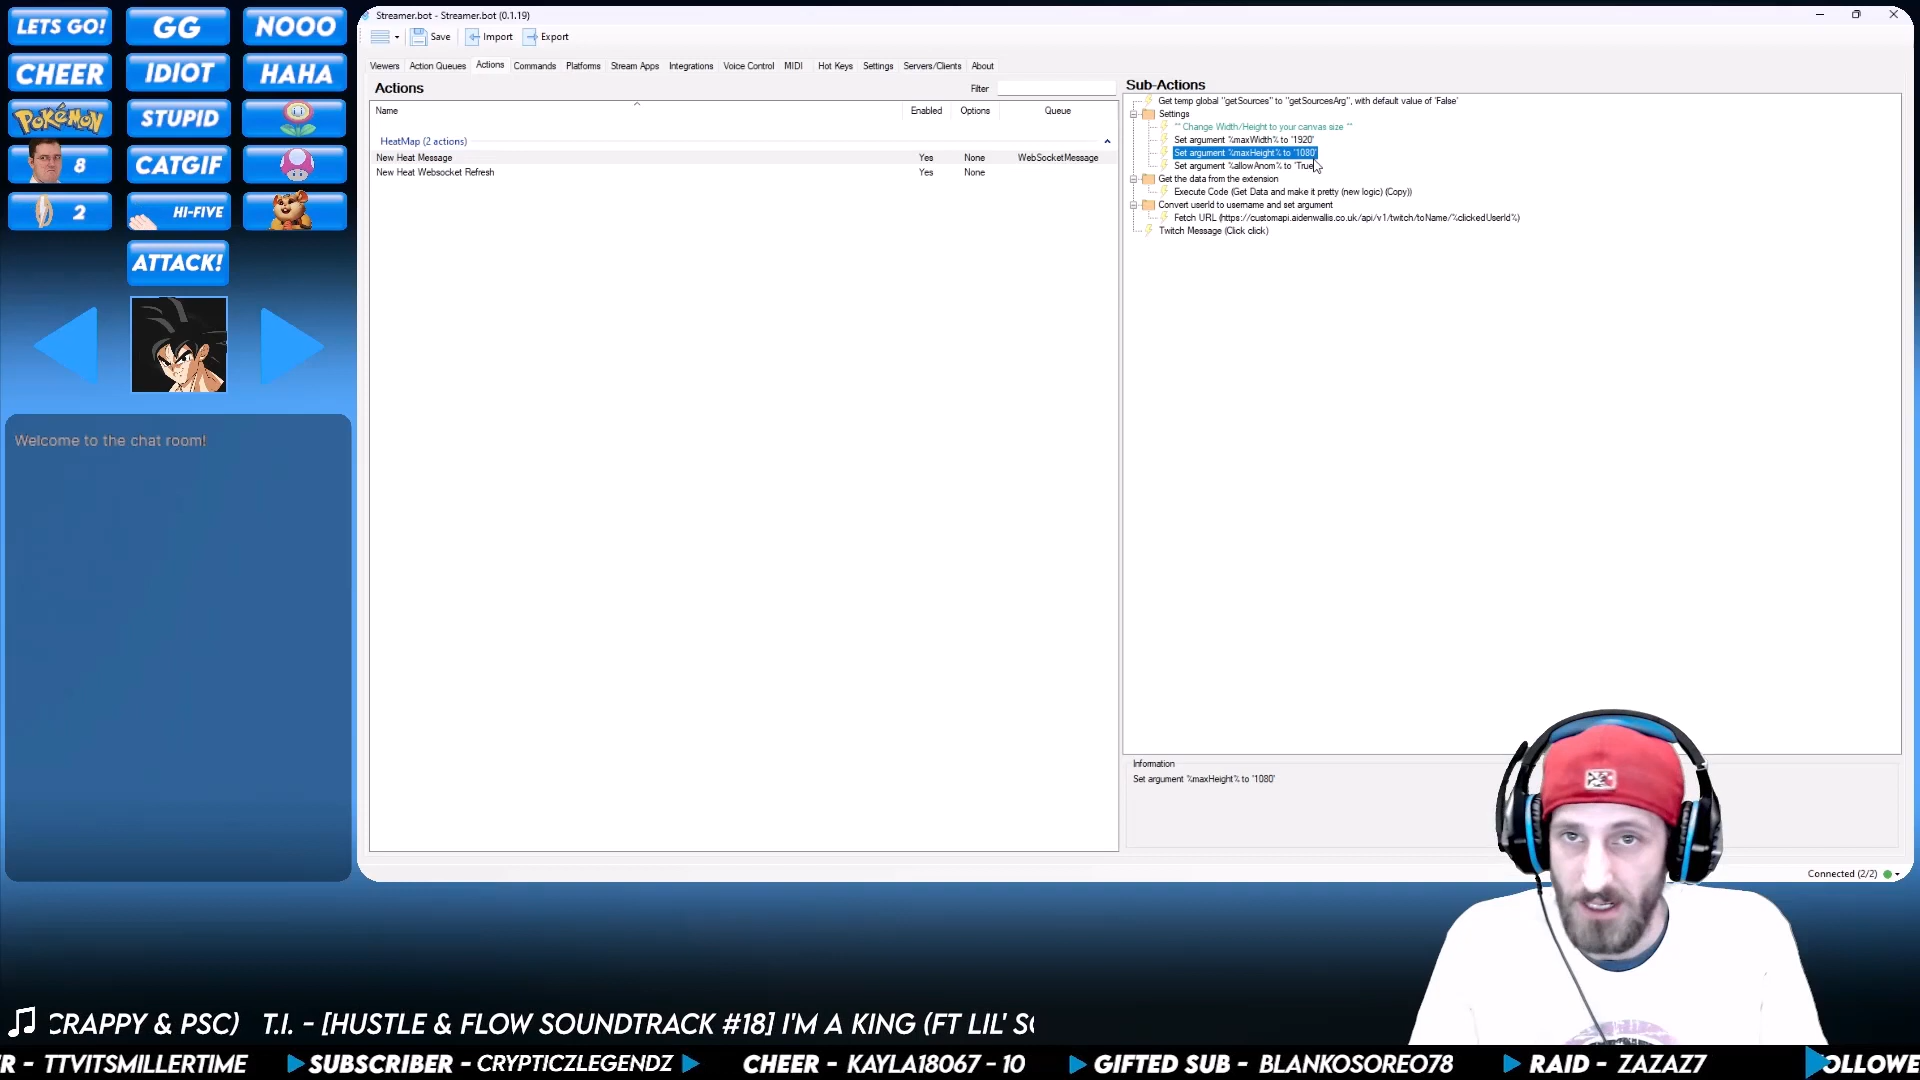 LETS GO!
GG
NOOO
CHEER
IDIOT
HAHA
POKéMON
STUPID
8
CATGIF
2
HI-FIVE
ATTACK!
Welcome to the chat room!
Streamer.bot - Streamer.bot (0.1.19)
Save
Import
Export
Viewers
Action Queues
Actions
Commands
Platforms
Stream Apps
Integrations
Voice Control
MIDI
Hot Keys
Settings
Servers/Clients
About
Actions
Filter
Name
Enabled
Options
Queue
HeatMap (2 actions)
New Heat Message
Yes
None
WebSocketMessage
New Heat Websocket Refresh
Yes
None
Sub-Actions
Get temp global "getSources" to "getSourcesArg", with default value of 'False'
Settings
** Change Width/Height to your canvas size **
Set argument %maxWidth% to '1920'
Set argument %maxHeight% to '1080'
Set argument %allowAnom% to 'True'
Get the data from the extension
Execute Code (Get Data and make it pretty (new logic) (Copy))
Convert userId to username and set argument
Fetch URL (https://customapi.aidenwallis.co.uk/api/v1/twitch/toName/%clickedUserId%)
Twitch Message (Click click)
Information
Set argument %maxHeight% to '1080'
Connected (2/2)
CRAPPY & PSC) T.I. - [HUSTLE & FLOW SOUNDTRACK #18] I'M A KING (FT LIL' SC
R - TTVITSMILLERTIME
SUBSCRIBER - CRYPTICZLEGENDZ
CHEER - KAYLA18067 - 10
GIFTED SUB - BLANKOSOREO78
RAID - ZAZAZ7
OLLOWE